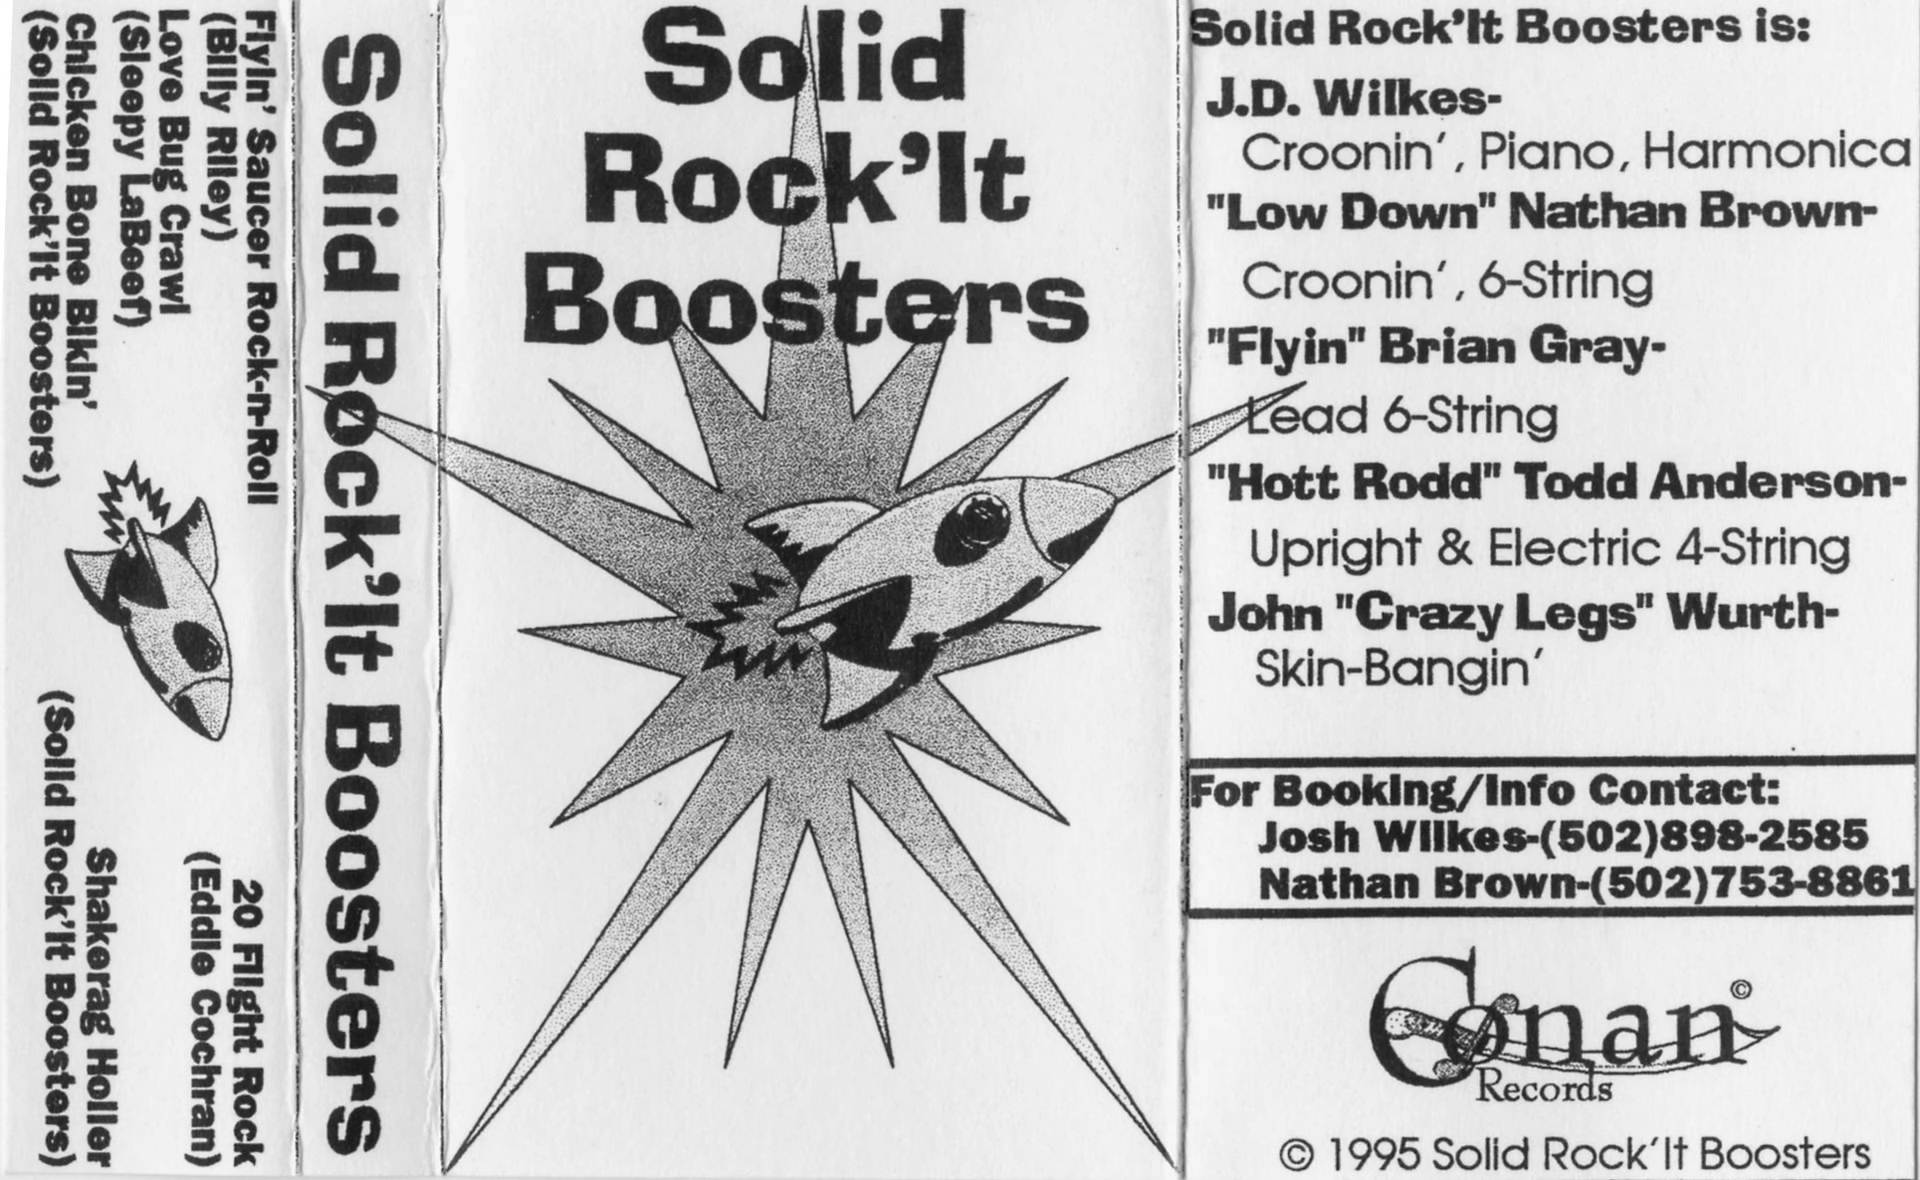 Flyin' Saucer Rock-n-Roll
(Billy Riley)
Love Bug Crawl
(Sleepy LaBeef)
Chicken Bone Bikin'
(Solid Rock'It Boosters)
20 Flight Rock
(Eddie Cochran)
Shakerag Holler
(Solid Rock'It Boosters)
Solid Rock'It Boosters
Solid
Rock'It
Boosters
Solid Rock'It Boosters is:
J.D. Wilkes-
Croonin', Piano, Harmonica
"Low Down" Nathan Brown-
Croonin', 6-String
"Flyin" Brian Gray-
Lead 6-String
"Hott Rodd" Todd Anderson-
Upright & Electric 4-String
John "Crazy Legs" Wurth-
Skin-Bangin'
For Booking/Info Contact:
Josh Wilkes-(502)898-2585
Nathan Brown-(502)753-8861
Conan©
Records
© 1995 Solid Rock'It Boosters